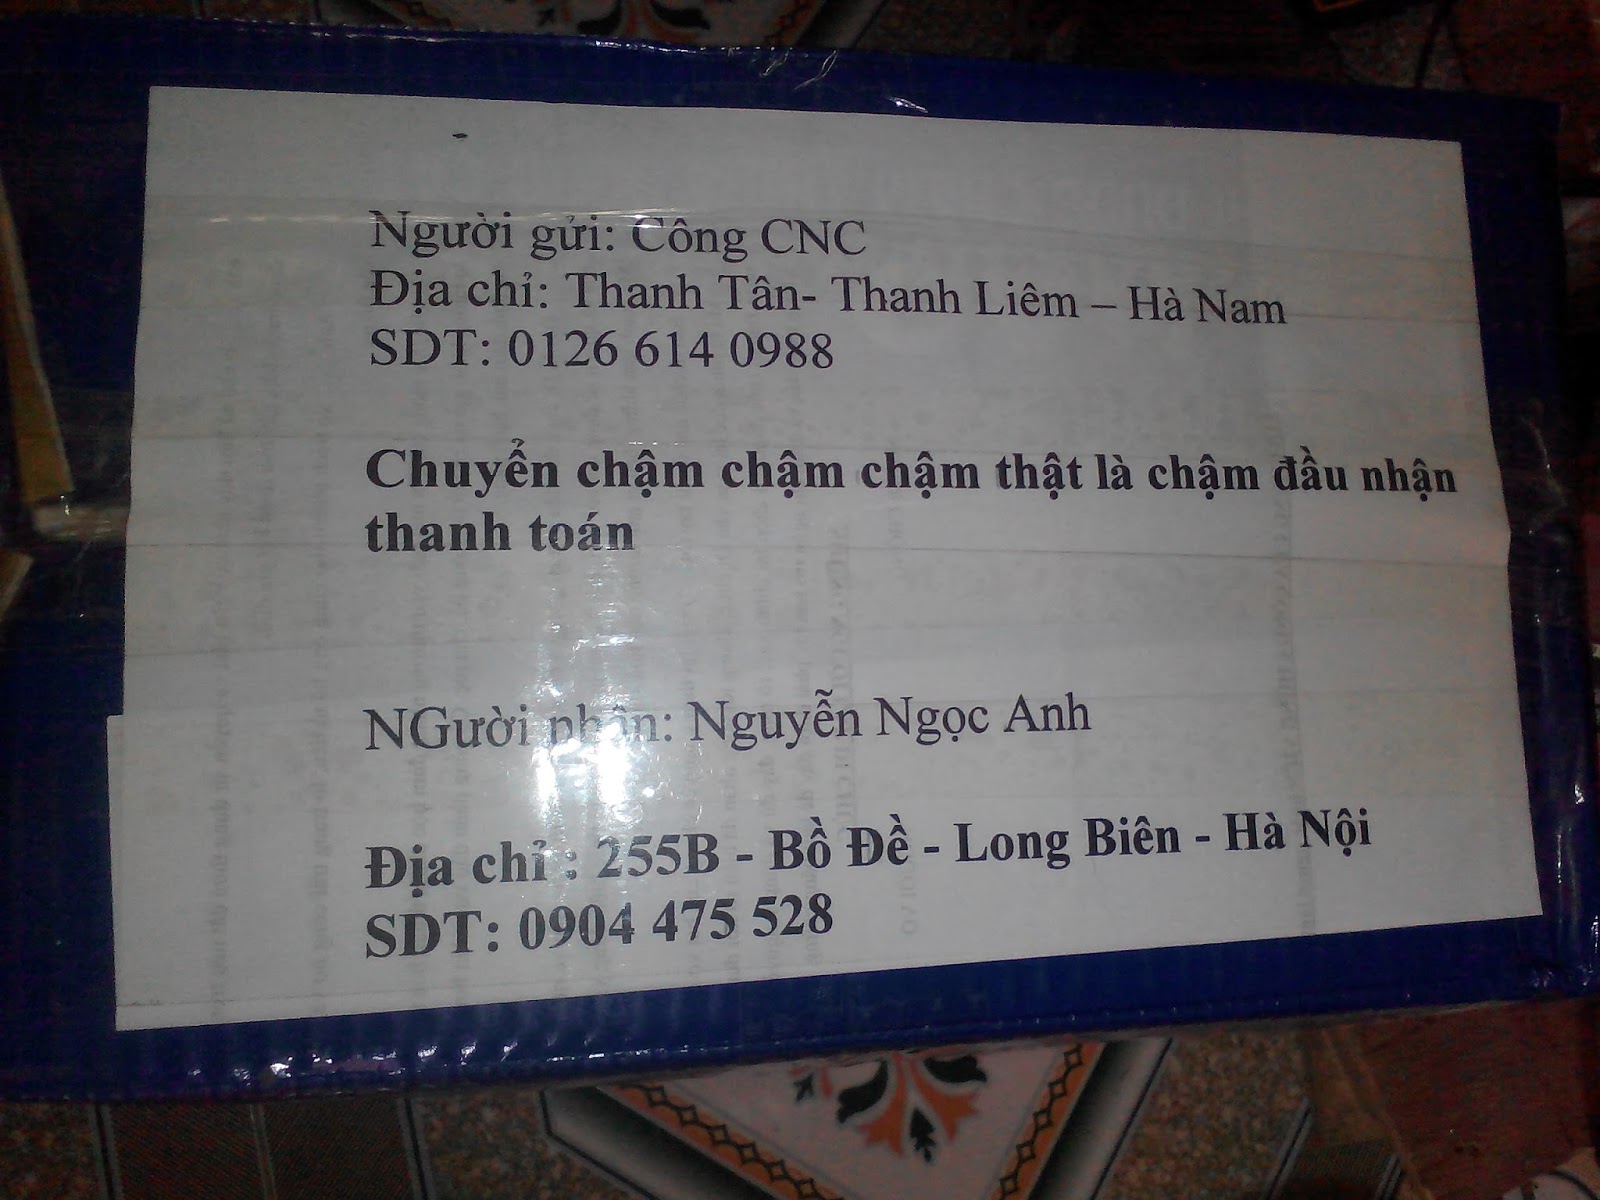 Người gửi: Công CNC
Địa chỉ: Thanh Tân- Thanh Liêm – Hà Nam
SDT: 0126 614 0988
Chuyển chậm chậm chậm thật là chậm đầu nhận
thanh toán
NGười nhận: Nguyễn Ngọc Anh
Địa chỉ : 255B - Bồ Đề - Long Biên - Hà Nội
SDT: 0904 475 528